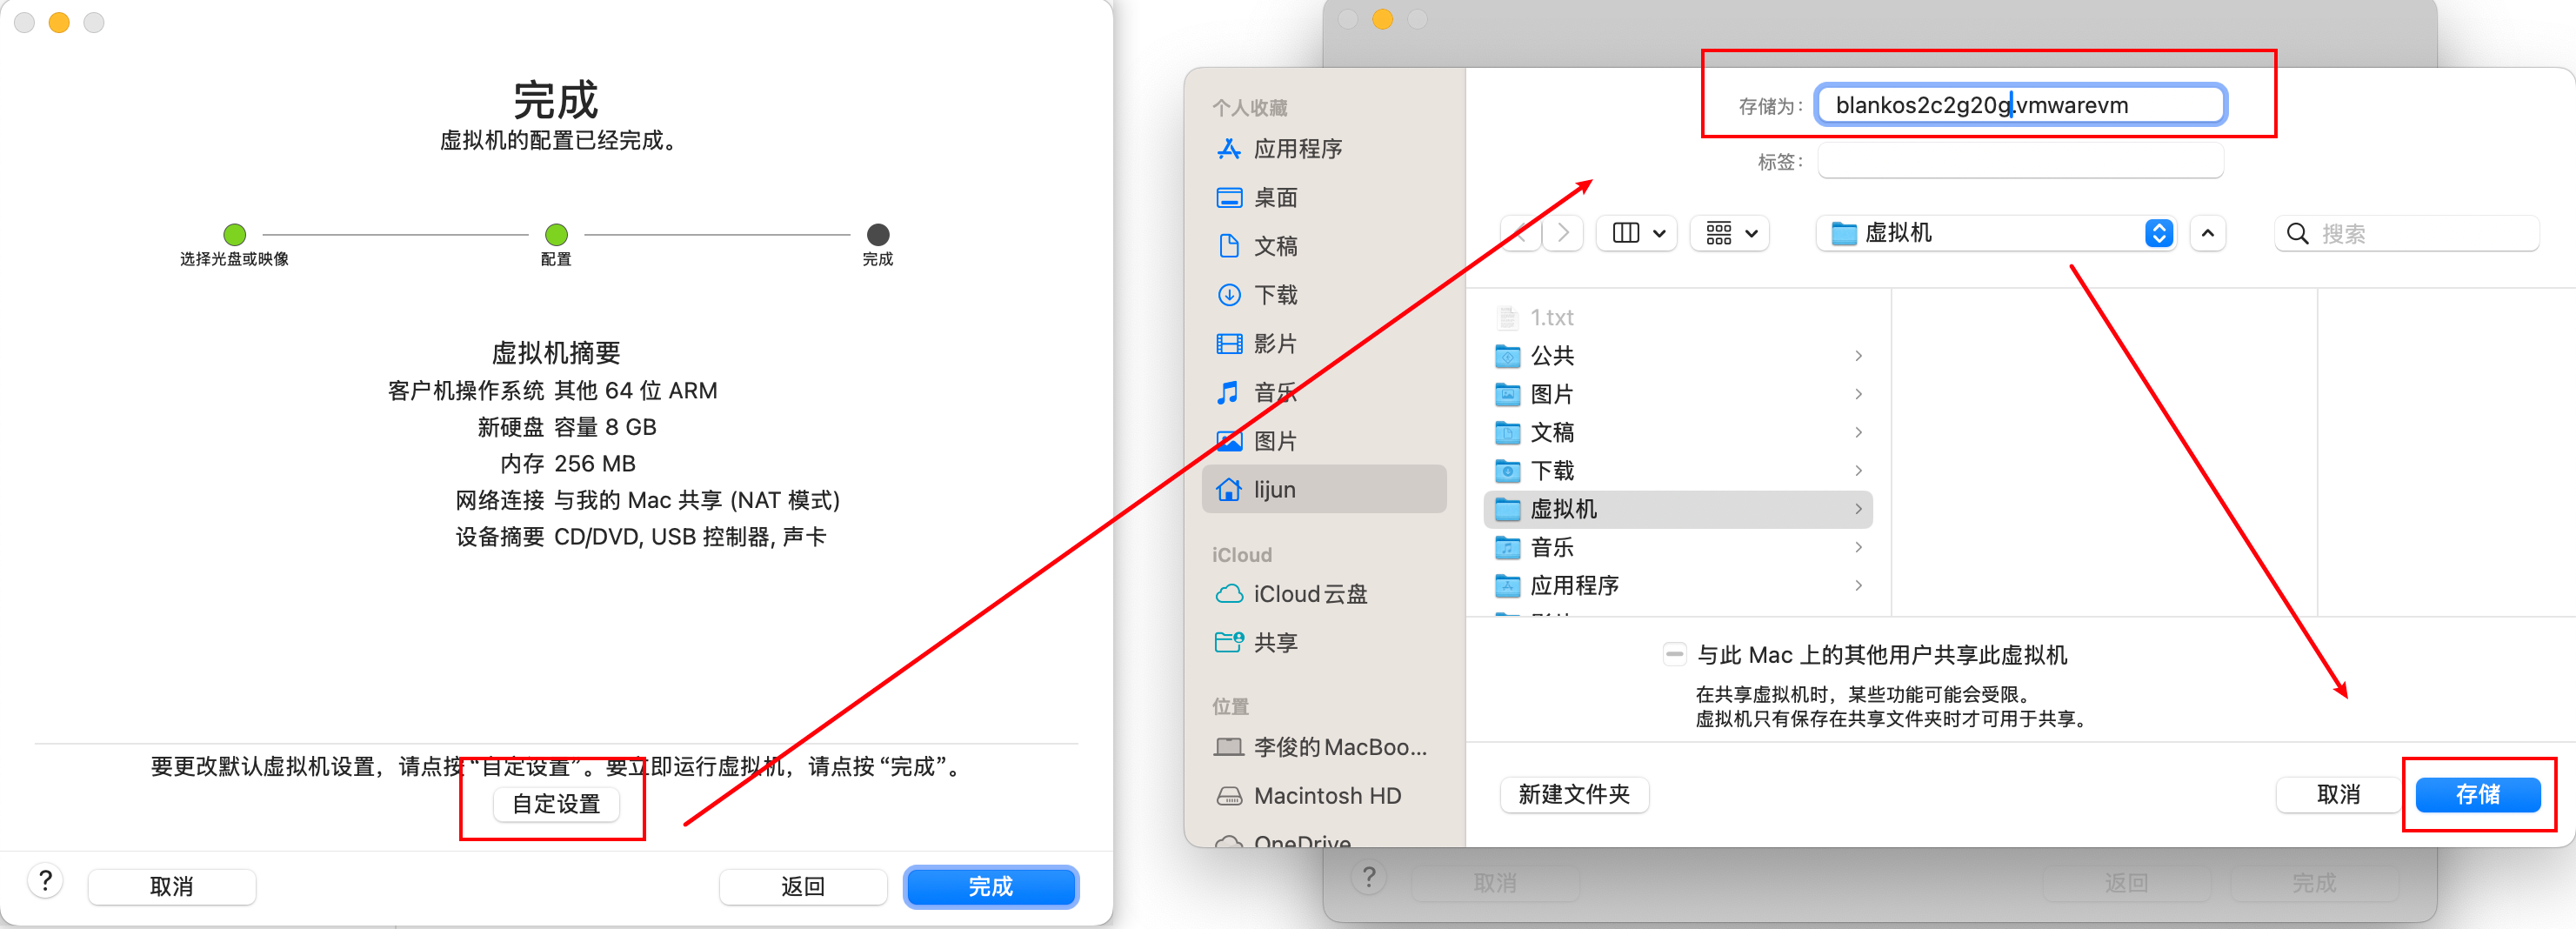 完成
虚拟机的配置已经完成。
选择光盘或映像
配置
完成
虚拟机摘要
客户机操作系统 其他 64 位 ARM
新硬盘 容量 8 GB
内存 256 MB
网络连接 与我的 Mac 共享 (NAT 模式)
设备摘要 CD/DVD, USB 控制器, 声卡
要更改默认虚拟机设置，请点按“自定设置”。要立即运行虚拟机，请点按“完成”。
自定设置
?
取消
返回
完成
个人收藏
应用程序
桌面
文稿
下载
影片
音乐
图片
lijun
iCloud
iCloud云盘
共享
位置
李俊的MacBoo...
Macintosh HD
OneDrive
存储为：
blankos2c2g20g.vmwarevm
标签：
虚拟机
搜索
1.txt
公共
图片
文稿
下载
虚拟机
音乐
应用程序
与此 Mac 上的其他用户共享此虚拟机
在共享虚拟机时，某些功能可能会受限。
虚拟机只有保存在共享文件夹时才可用于共享。
新建文件夹
取消
存储
?
取消
返回
完成